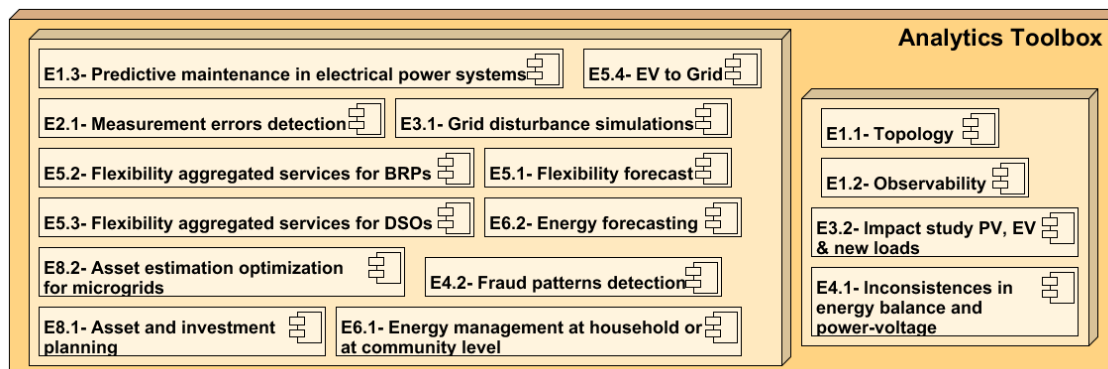 Analytics Toolbox
E1.3- Predictive maintenance in electrical power systems
E5.4- EV to Grid
E2.1- Measurement errors detection
E3.1- Grid disturbance simulations
E5.2- Flexibility aggregated services for BRPs
E5.1- Flexibility forecast
E5.3- Flexibility aggregated services for DSOs
E6.2- Energy forecasting
E8.2- Asset estimation optimization
for microgrids
E4.2- Fraud patterns detection
E8.1- Asset and investment
planning
E6.1- Energy management at household or
at community level
E1.1- Topology
E1.2- Observability
E3.2- Impact study PV, EV
& new loads
E4.1- Inconsistences in
energy balance and
power-voltage